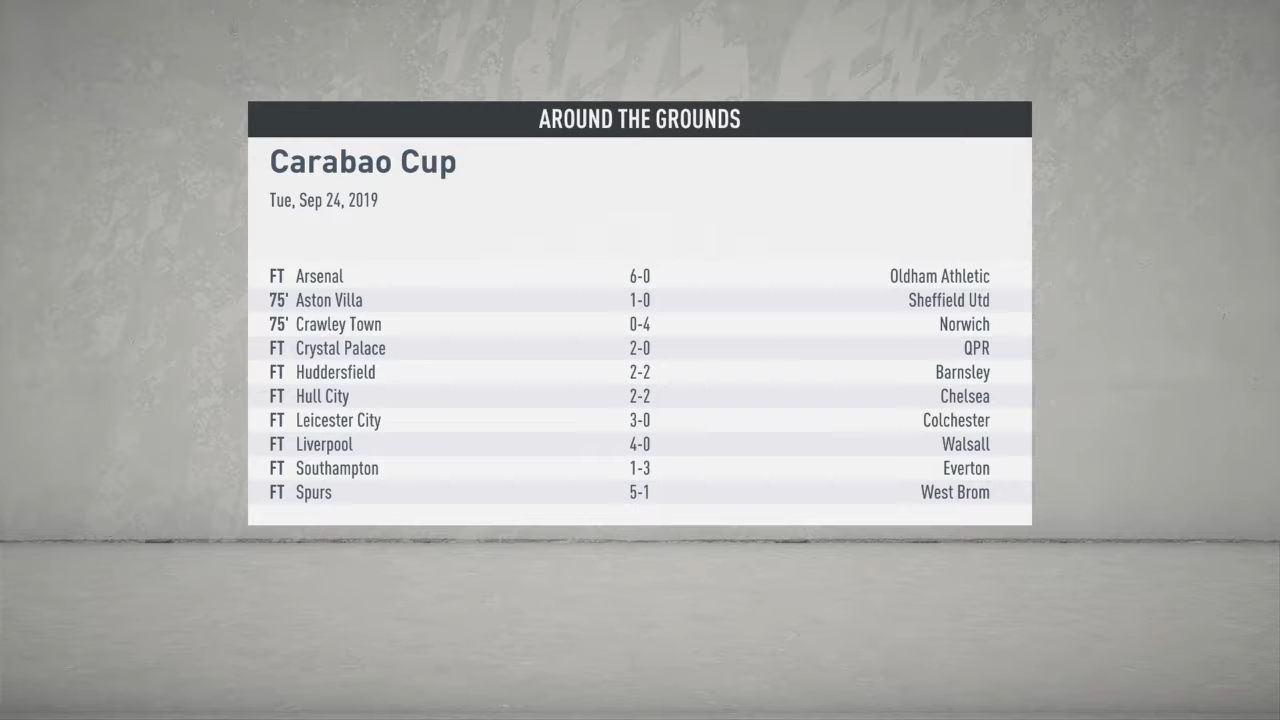 AROUND THE GROUNDS
Carabao Cup
Tue, Sep 24, 2019
FT Arsenal 6-0 Oldham Athletic
75' Aston Villa 1-0 Sheffield Utd
75' Crawley Town 0-4 Norwich
FT Crystal Palace 2-0 QPR
FT Huddersfield 2-2 Barnsley
FT Hull City 2-2 Chelsea
FT Leicester City 3-0 Colchester
FT Liverpool 4-0 Walsall
FT Southampton 1-3 Everton
FT Spurs 5-1 West Brom